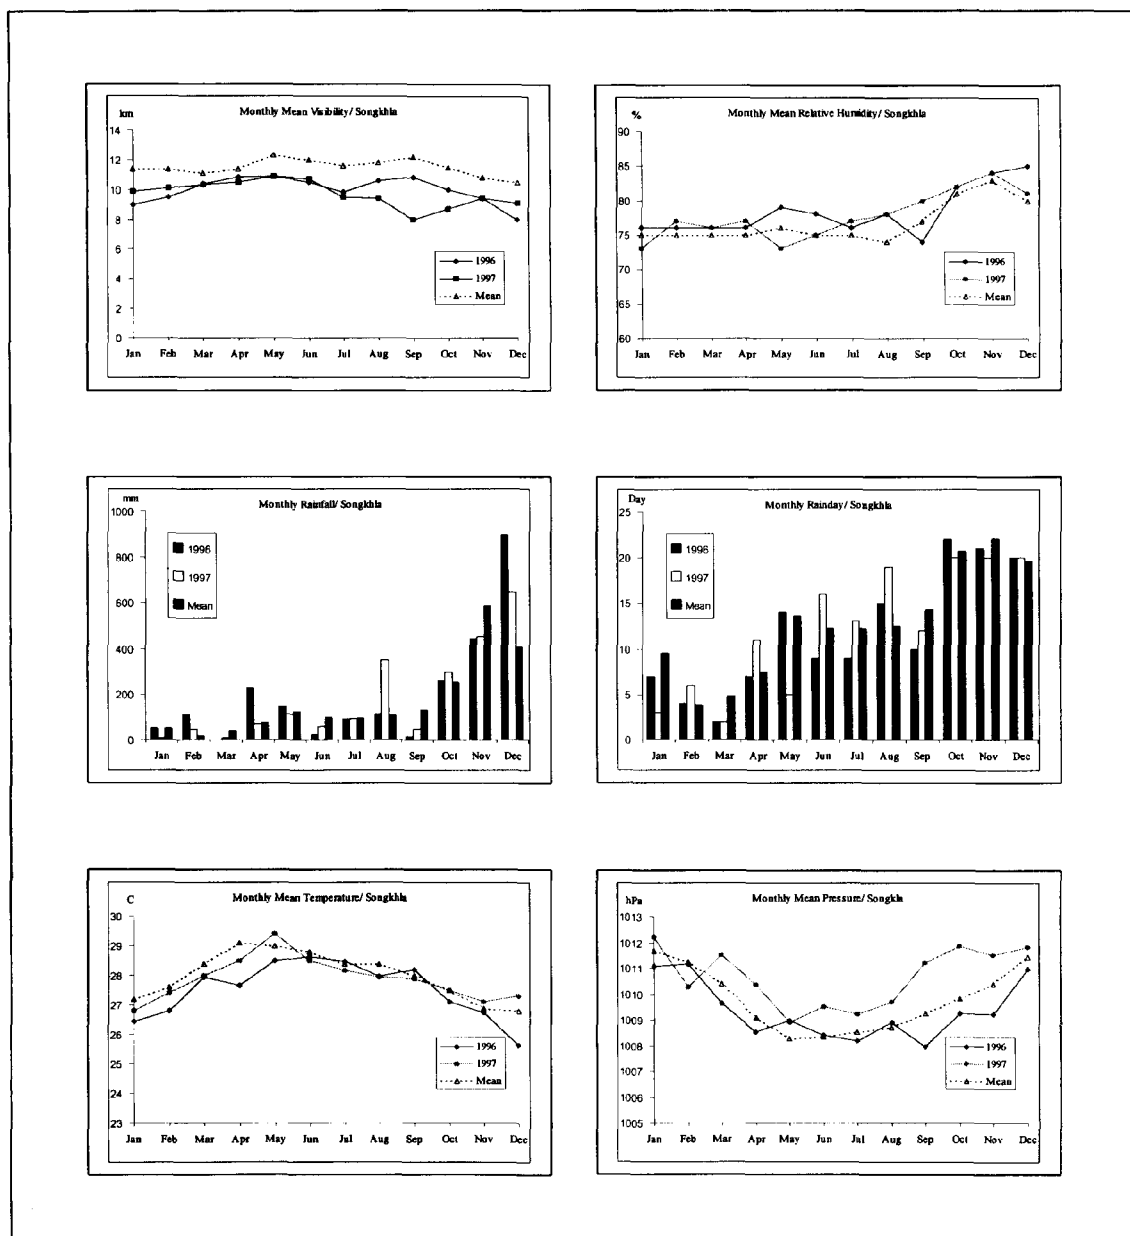 Monthly Mean Visibility/ Songkhla
km
14
12
10
8
6
4
2
0
Jan Feb Mar Apr May Jun Jul Aug Sep Oct Nov Dec
1996
1997
Mean
Monthly Mean Relative Humidity/ Songkhla
%
90
85
80
75
70
65
60
Jan Feb Mar Apr May Jun Jul Aug Sep Oct Nov Dec
1996
1997
Mean
Monthly Rainfall/ Songkhla
mm
1000
800
600
400
200
0
Jan Feb Mar Apr May Jun Jul Aug Sep Oct Nov Dec
1996
1997
Mean
Monthly Rainday/ Songkhla
Day
25
20
15
10
5
0
Jan Feb Mar Apr May Jun Jul Aug Sep Oct Nov Dec
1996
1997
Mean
Monthly Mean Temperature/ Songkhla
C
30
29
28
27
26
25
24
23
Jan Feb Mar Apr May Jun Jul Aug Sep Oct Nov Dec
1996
1997
Mean
Monthly Mean Pressure/ Songkla
hPa
1013
1012
1011
1010
1009
1008
1007
1006
1005
Jan Feb Mar Apr May Jun Jul Aug Sep Oct Nov Dec
1996
1997
Mean